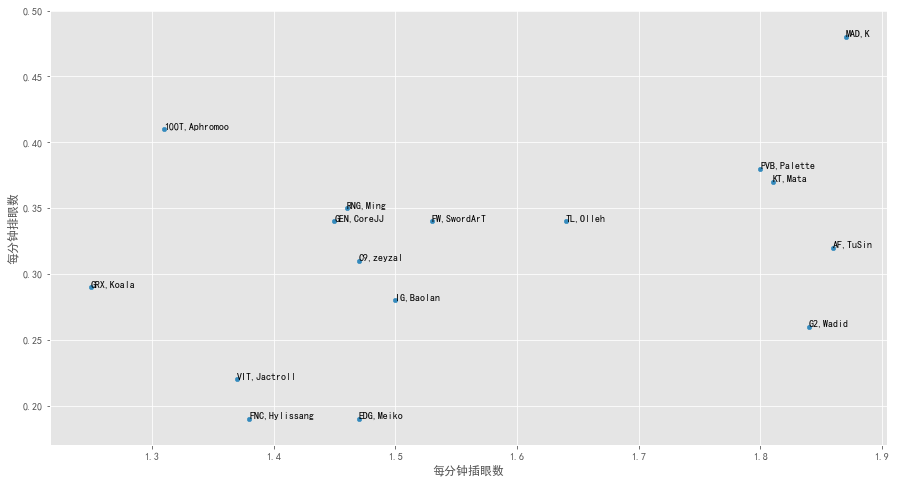 0.50
MAD,K
0.45
100T,Aphromoo
0.40
PVB,Palette
KT,Mata
0.35
RNG,Ming
GEN,CoreJJ
FW,SwordArT
TL,Olleh
AF,TuSin
C9,zeyzal
0.30
GRX,Koala
IG,Baolan
G2,Wadid
0.25
VIT,Jactroll
0.20
FNC,Hylissang
EDG,Meiko
每分钟排眼数
1.3 1.4 1.5 1.6 1.7 1.8 1.9
每分钟插眼数